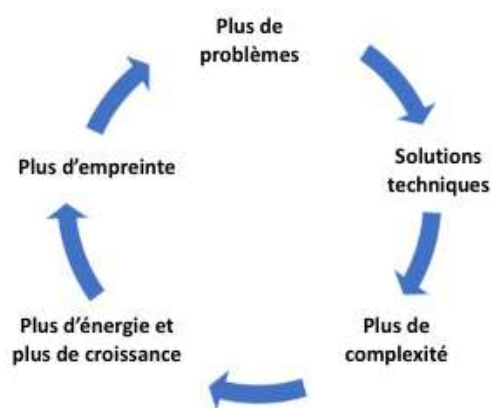 Plus de
problèmes
Solutions
techniques
Plus de
complexité
Plus d’énergie et
plus de croissance
Plus d’empreinte